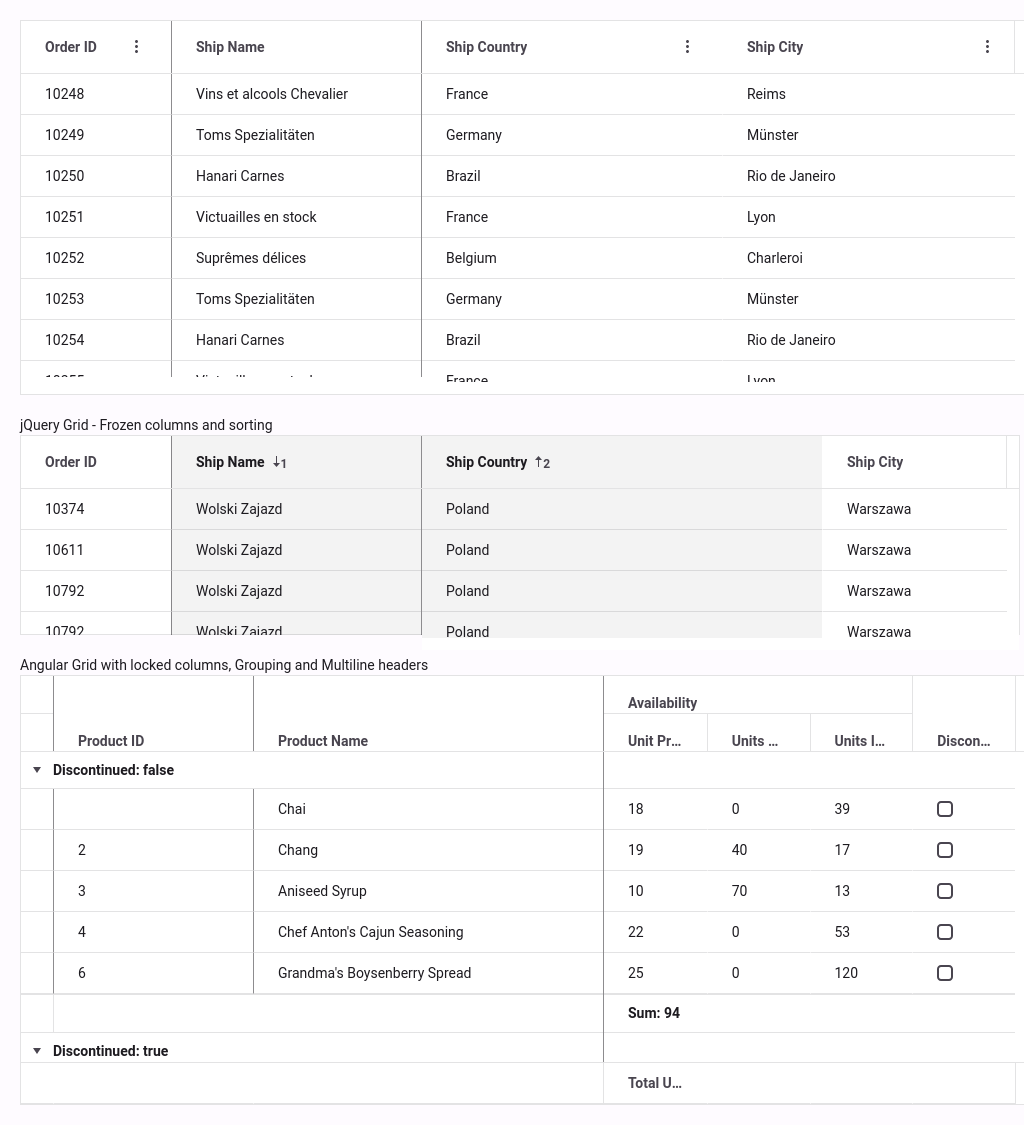 Order ID Ship Name Ship Country Ship City
10248 Vins et alcools Chevalier France Reims
10249 Toms Spezialitäten Germany Münster
10250 Hanari Carnes Brazil Rio de Janeiro
10251 Victuailles en stock France Lyon
10252 Suprêmes délices Belgium Charleroi
10253 Toms Spezialitäten Germany Münster
10254 Hanari Carnes Brazil Rio de Janeiro
France Lyon
jQuery Grid - Frozen columns and sorting
Order ID Ship Name ↓1 Ship Country ↑2 Ship City
10374 Wolski Zajazd Poland Warszawa
10611 Wolski Zajazd Poland Warszawa
10792 Wolski Zajazd Poland Warszawa
10792 Wolski Zajazd Poland Warszawa
Angular Grid with locked columns, Grouping and Multiline headers
Availability
Product ID Product Name Unit Pr… Units … Units I… Discon…
Discontinued: false
Chai 18 0 39
2 Chang 19 40 17
3 Aniseed Syrup 10 70 13
4 Chef Anton's Cajun Seasoning 22 0 53
6 Grandma's Boysenberry Spread 25 0 120
Sum: 94
Discontinued: true
Total U…